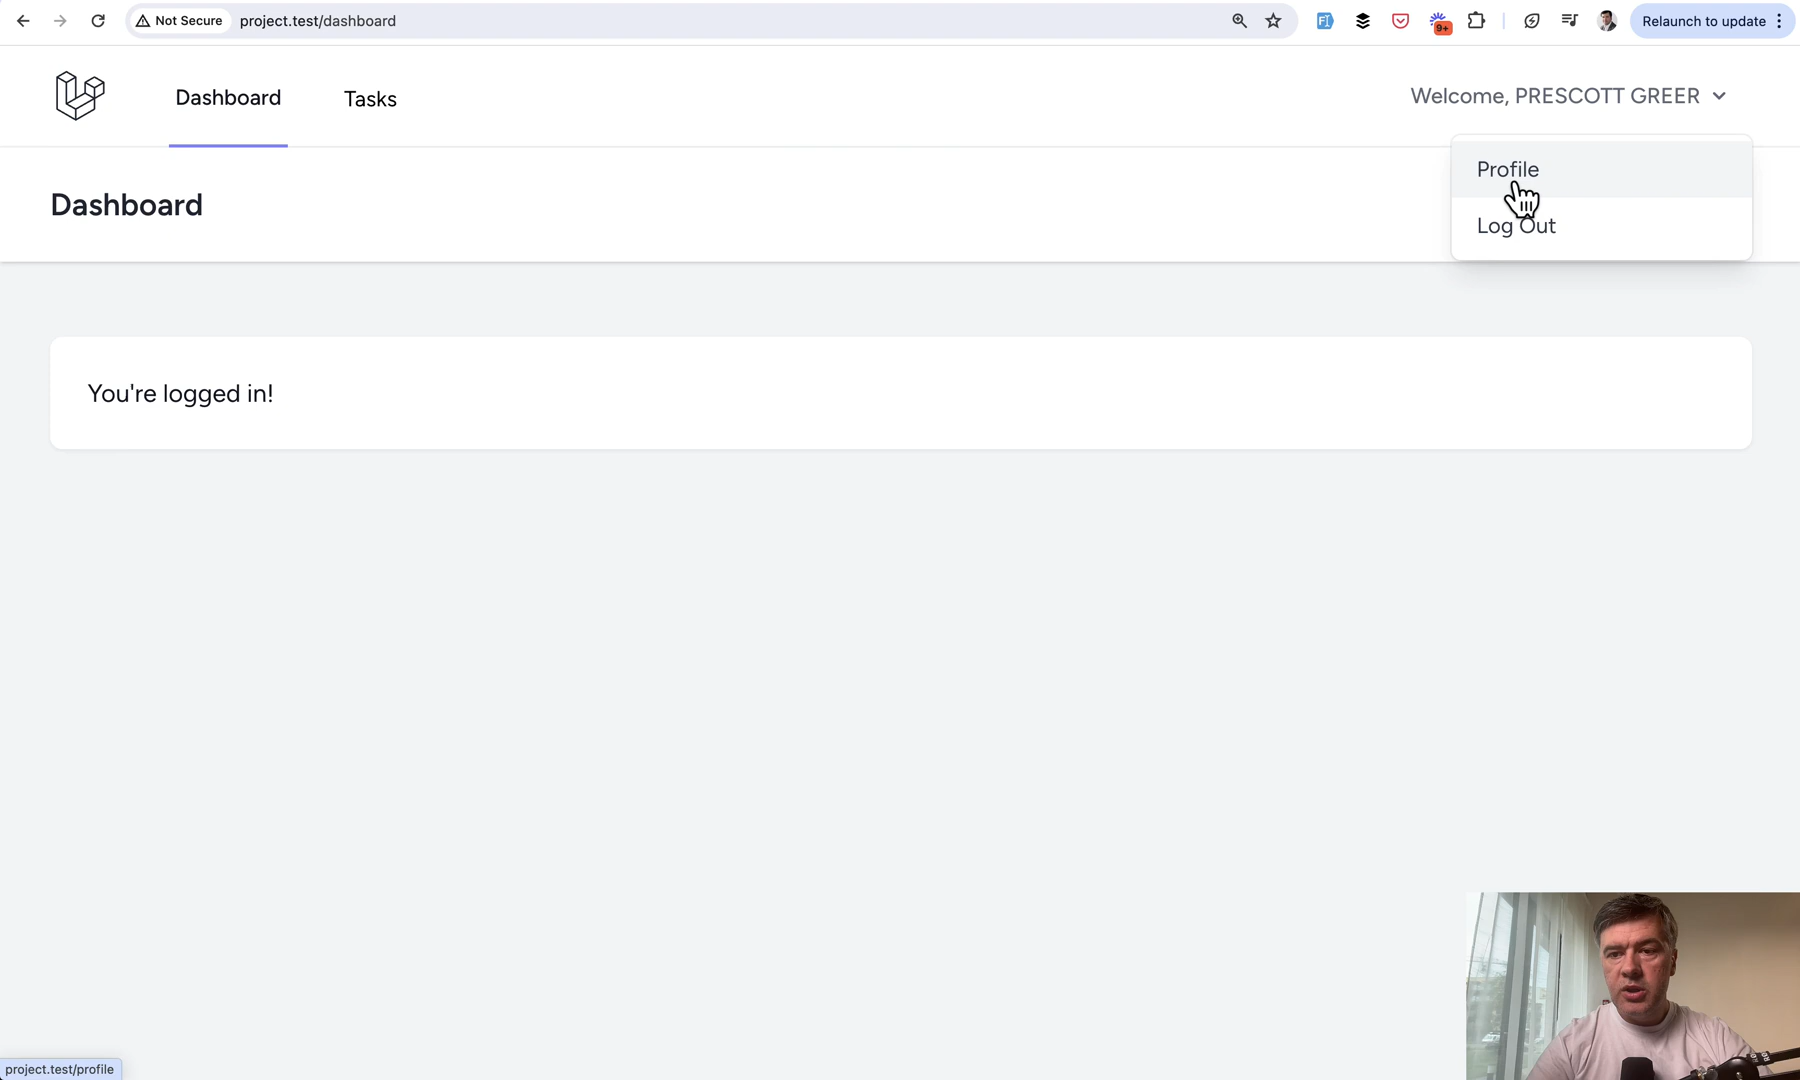 Not Secure project.test/dashboard 9+ Relaunch to update
Dashboard Tasks Welcome, PRESCOTT GREER
Profile
Dashboard
Log Out
You're logged in!
project.test/profile